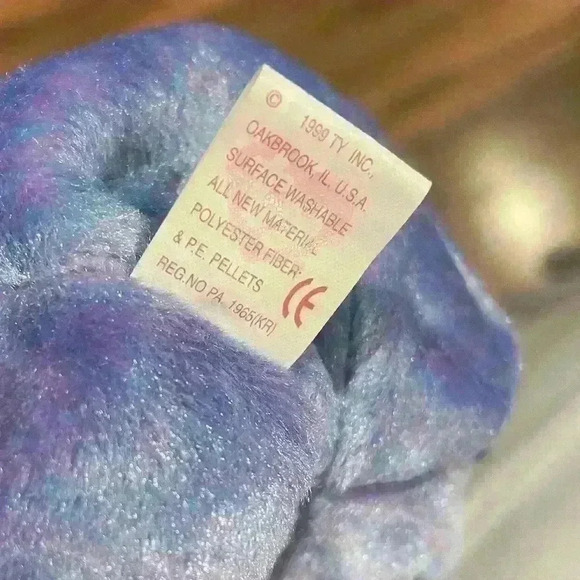 © 1999 TY INC.,
OAKBROOK, IL. U.S.A.
SURFACE WASHABLE
ALL NEW MATERIAL
POLYESTER FIBER
& P.E. PELLETS CE
REG.NO PA. 1965(KR)